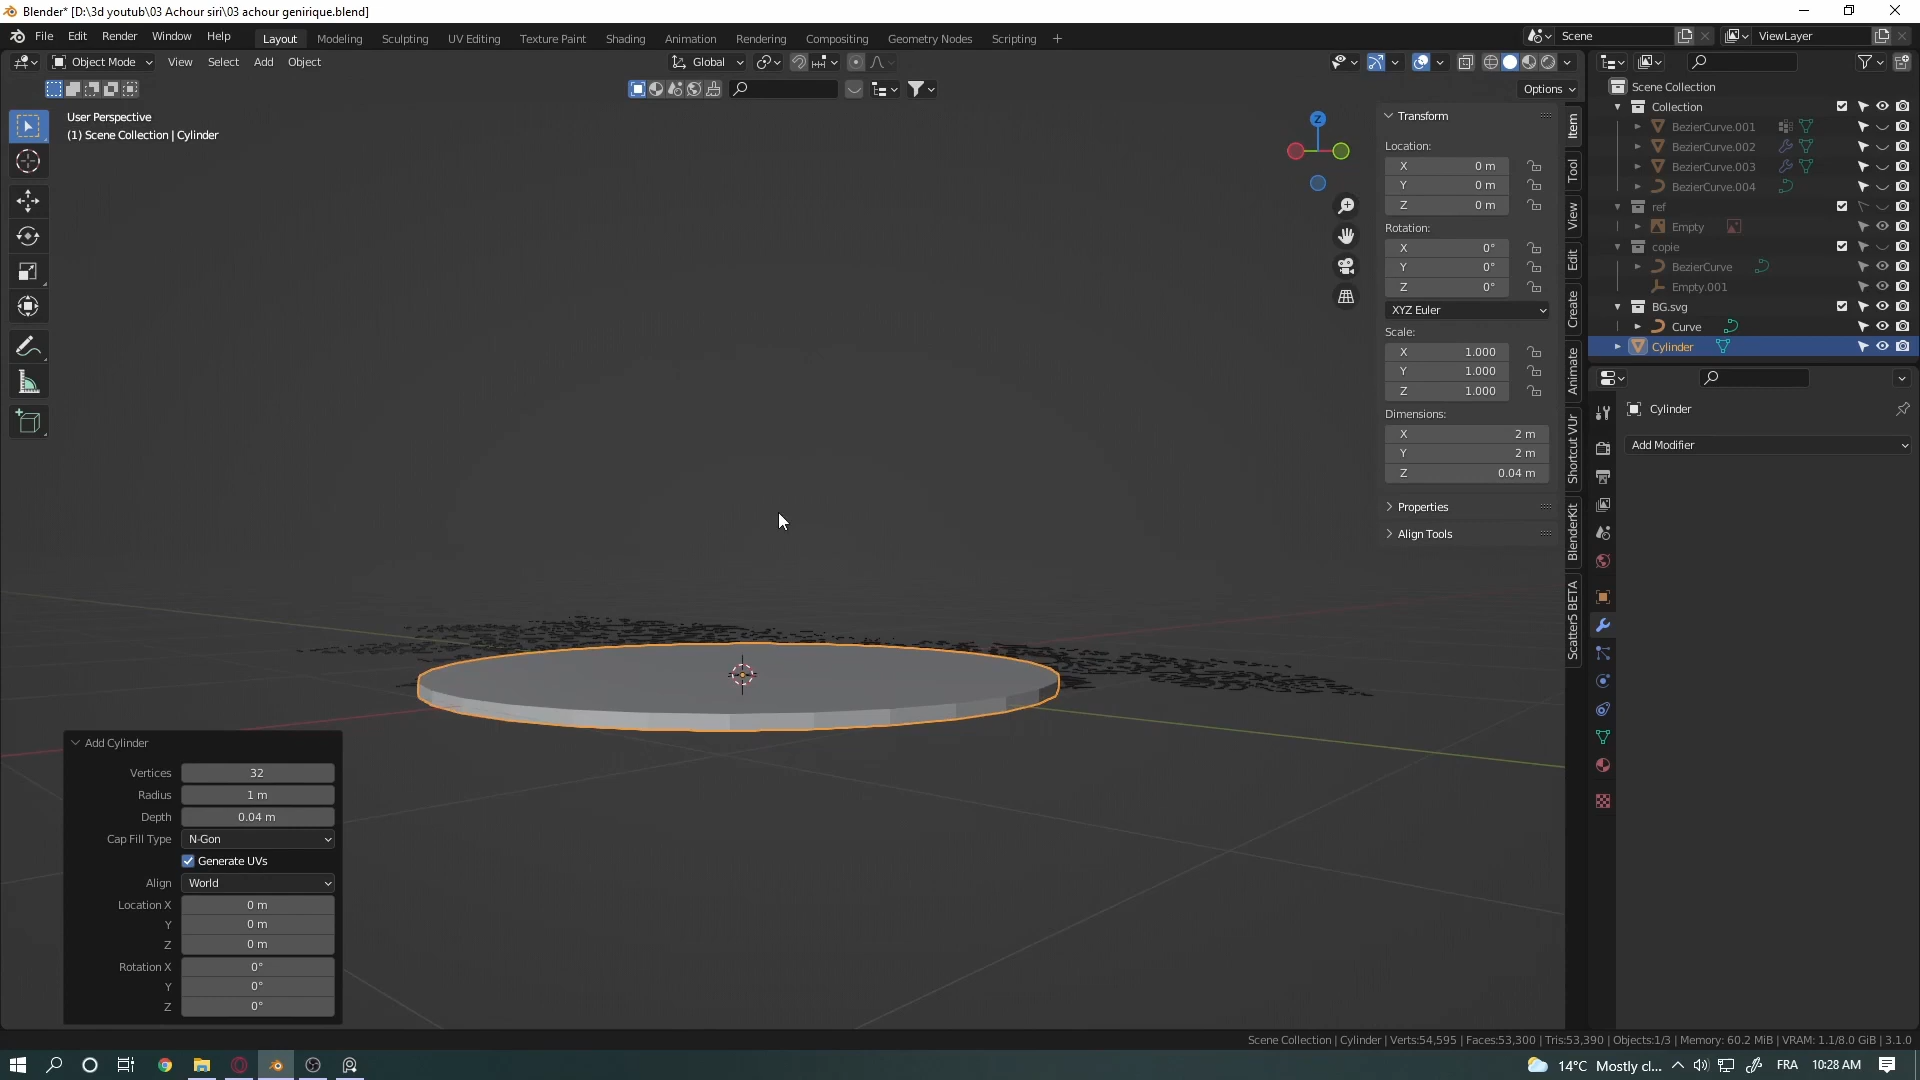 Blender* [D:\3d youtub\03 Achour siri\03 achour genirique.blend]
File Edit Render Window Help Layout Modeling Sculpting UV Editing Texture Paint Shading Animation Rendering Compositing Geometry Nodes Scripting + Scene ViewLayer
Object Mode View Select Add Object Global
Options
User Perspective
(1) Scene Collection | Cylinder
Z
Transform
Location:
X 0 m
Y 0 m
Z 0 m
Rotation:
X 0°
Y 0°
Z 0°
XYZ Euler
Scale:
X 1.000
Y 1.000
Z 1.000
Dimensions:
X 2 m
Y 2 m
Z 0.04 m
Properties
Align Tools
Item
Tool
View
Edit
Create
Animate
Shortcut VUr
BlenderKit
Scatter5 BETA
Scene Collection
Collection
BezierCurve.001
BezierCurve.002
BezierCurve.003
BezierCurve.004
ref
Empty
copie
BezierCurve
Empty.001
BG.svg
Curve
Cylinder
Cylinder
Add Modifier
Add Cylinder
Vertices 32
Radius 1 m
Depth 0.04 m
Cap Fill Type N-Gon
Generate UVs
Align World
Location X 0 m
Y 0 m
Z 0 m
Rotation X 0°
Y 0°
Z 0°
Scene Collection | Cylinder | Verts:54,595 | Faces:53,300 | Tris:53,390 | Objects:1/3 | Memory: 60.2 MiB | VRAM: 1.1/8.0 GiB | 3.1.0
14°C Mostly cl... FRA 10:28 AM